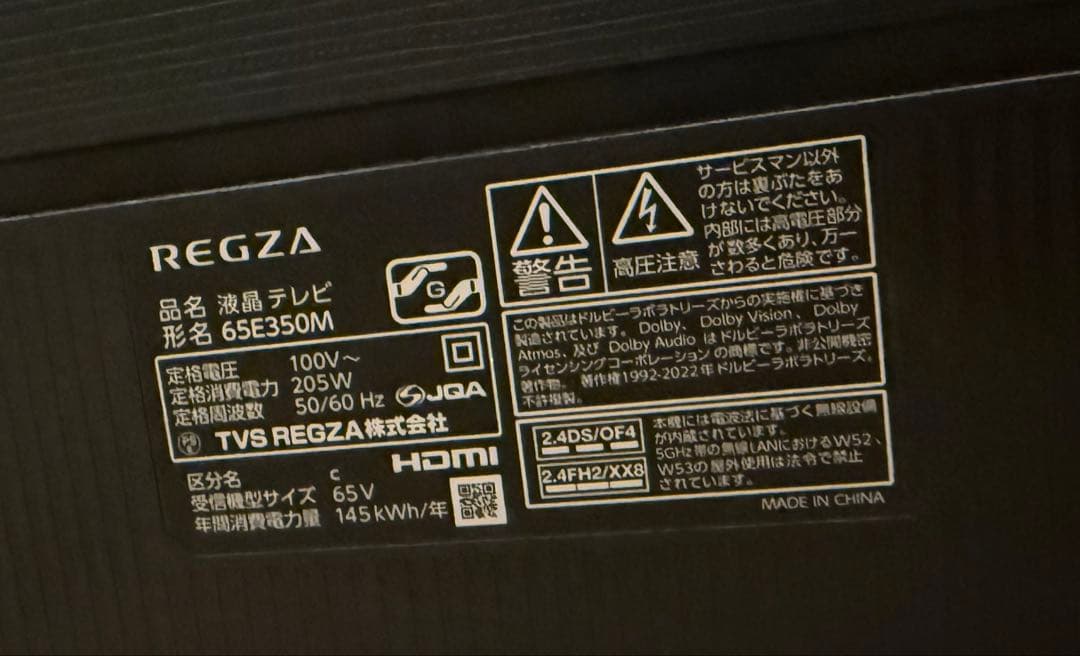 REGZA
品名 液晶テレビ
形名 65E350M
G
定格電圧 100V～
定格消費電力 205W
定格周波数 50/60 Hz
JQA
PS
E
TVS REGZA株式会社
HDMI
区分名 C
受信機型サイズ 65V
年間消費電力量 145kWh/年
警告
高圧注意
サービスマン以外
の方は裏ぶたをあ
けないでください。
内部には高電圧部分
が数多くあり、万一
さわると危険です。
この製品はドルビーラボラトリーズからの実施権に基づき
製造されています。Dolby、Dolby Vision、Dolby
Atmos、及び Dolby Audio はドルビーラボラトリーズ
ライセンシングコーポレーションの商標です。非公開機密
著作物。 著作権1992-2022年ドルビーラボラトリーズ。
不許複製。
2.4DS/OF4
2.4FH2/XX8
本機には電波法に基づく無線設備
が内蔵されています。
5GHz 帯の無線LANにおけるW52、
W53の屋外使用は法令で禁止
されています。
MADE IN CHINA